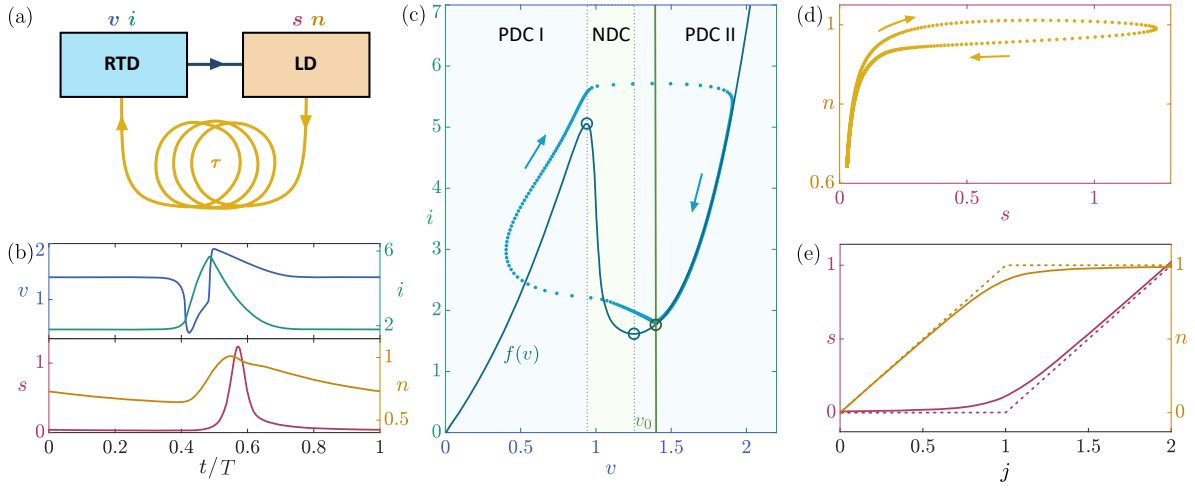 (a)
v i
s n
RTD
LD
τ
(b)
2
1
v
6
2
i
1
0
s
1
0.5
n
0 0.2 0.4 0.6 0.8 1
t/T
(c)
PDC I
NDC
PDC II
7
6
5
4
i
3
2
1
0
f(v)
v₀
0 0.5 1 1.5 2
v
(d)
1
n
0.6
0 0.5 1
s
(e)
1
s
0
1
n
0
0 0.5 1 1.5 2
j